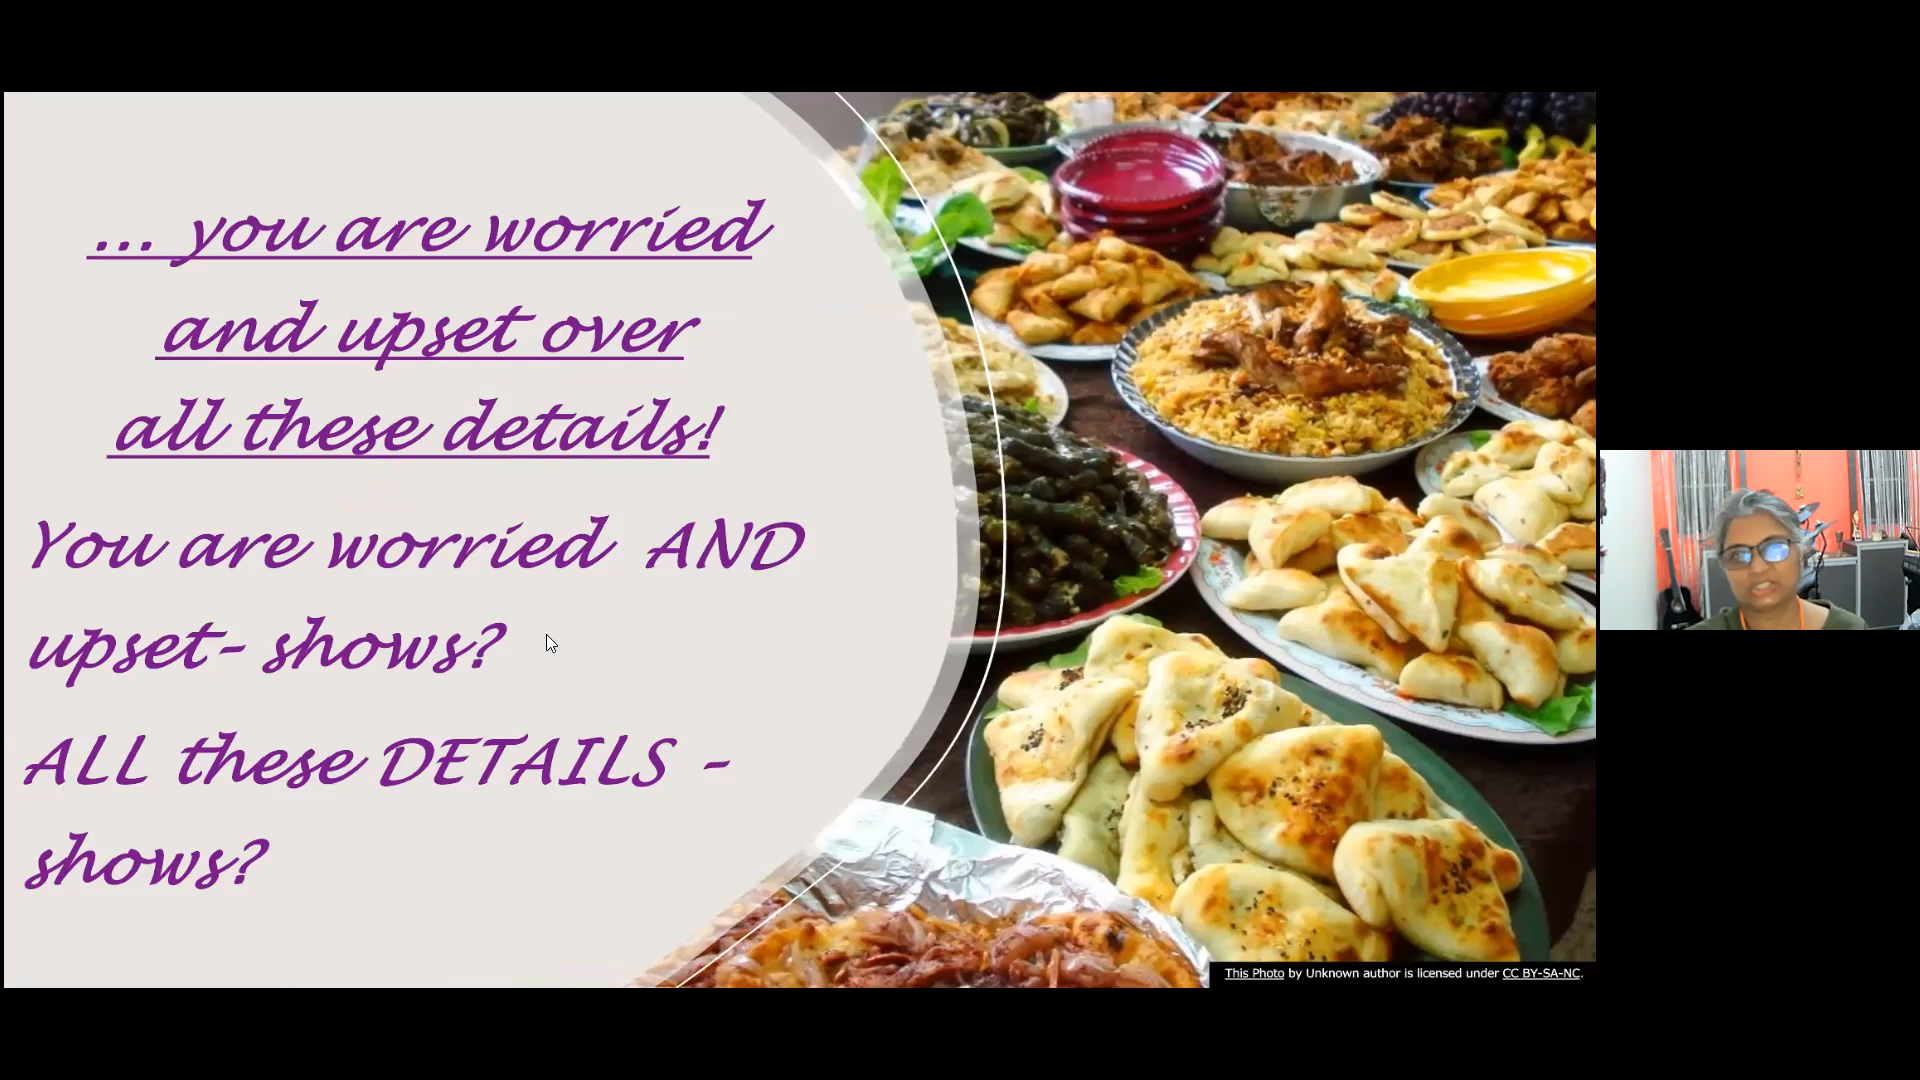 ... you are worried
and upset over
all these details!
You are worried AND
upset- shows?
ALL these DETAILS -
shows?
This Photo by Unknown author is licensed under CC BY-SA-NC.